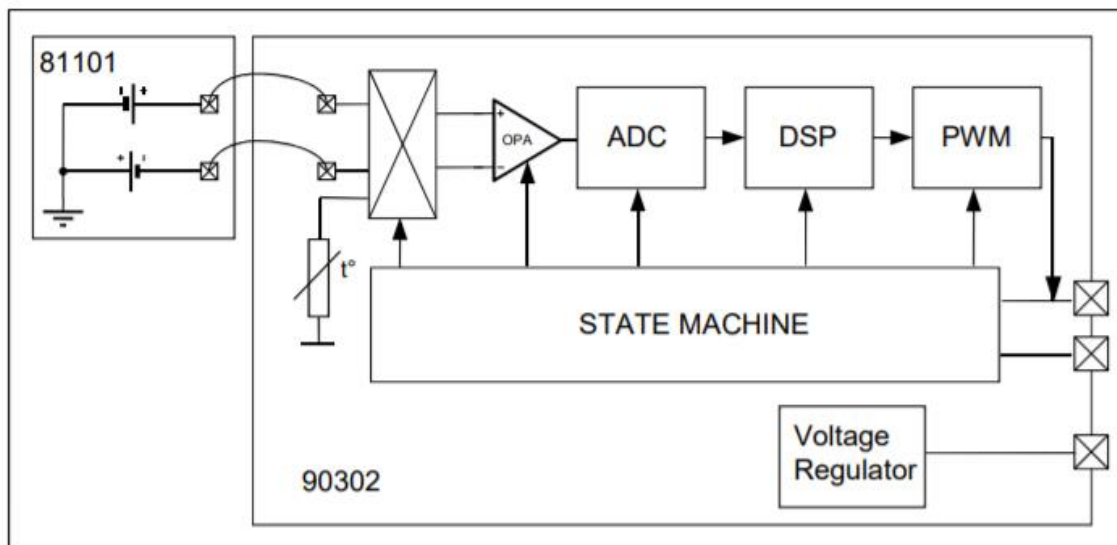 81101
- +
+ -
t°
+
OPA
-
ADC
DSP
PWM
STATE MACHINE
Voltage
Regulator
90302